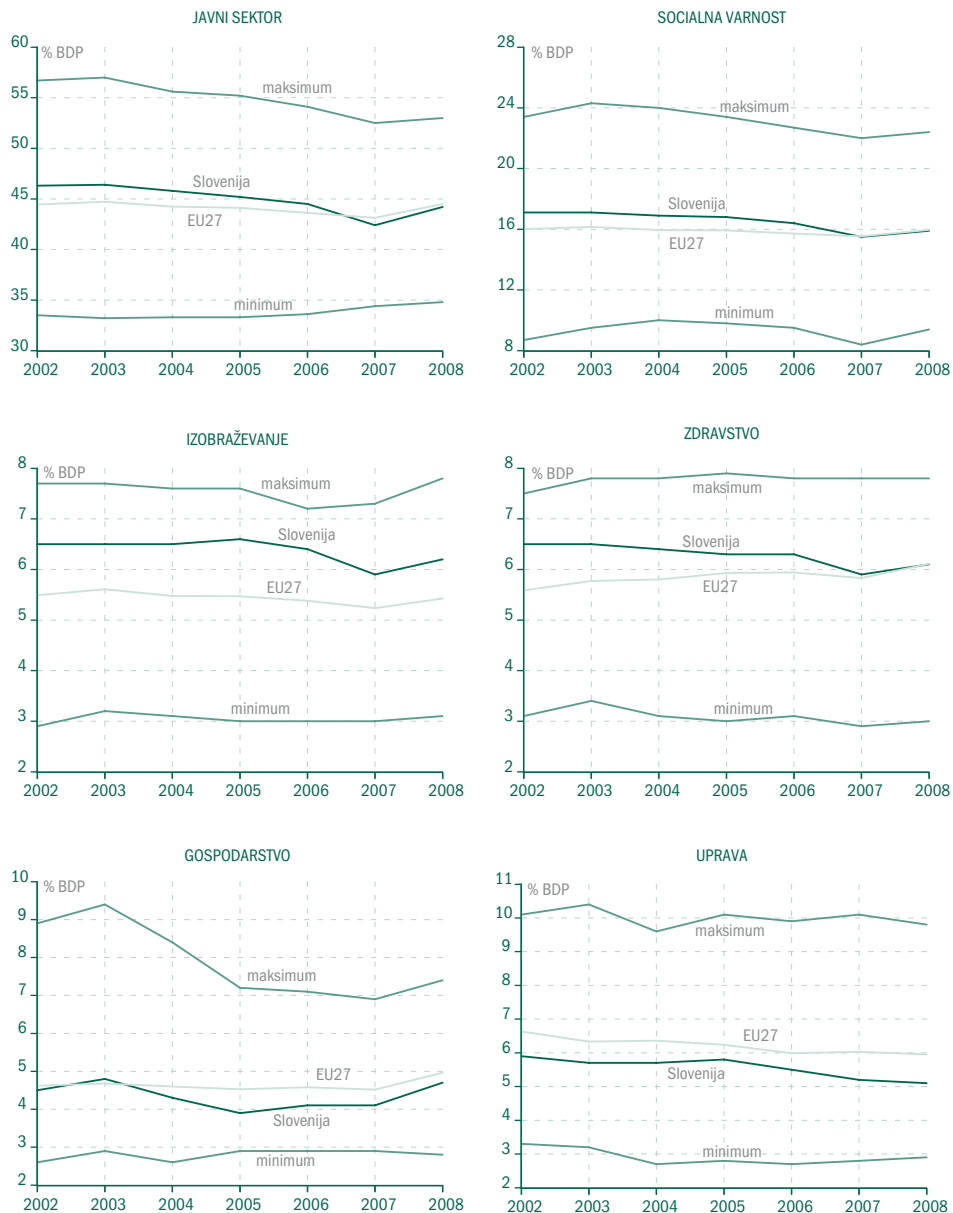 JAVNI SEKTOR
60
% BDP
55
50
45
40
35
30
maksimum
Slovenija
EU27
minimum
2002 2003 2004 2005 2006 2007 2008
SOCIALNA VARNOST
28
% BDP
24
20
16
12
8
maksimum
Slovenija
EU27
minimum
2002 2003 2004 2005 2006 2007 2008
IZOBRAŽEVANJE
8
% BDP
7
6
5
4
3
2
maksimum
Slovenija
EU27
minimum
2002 2003 2004 2005 2006 2007 2008
ZDRAVSTVO
8
% BDP
7
6
5
4
3
2
maksimum
Slovenija
EU27
minimum
2002 2003 2004 2005 2006 2007 2008
GOSPODARSTVO
10
% BDP
9
8
7
6
5
4
3
2
maksimum
EU27
Slovenija
minimum
2002 2003 2004 2005 2006 2007 2008
UPRAVA
11
% BDP
10
9
8
7
6
5
4
3
2
maksimum
EU27
Slovenija
minimum
2002 2003 2004 2005 2006 2007 2008